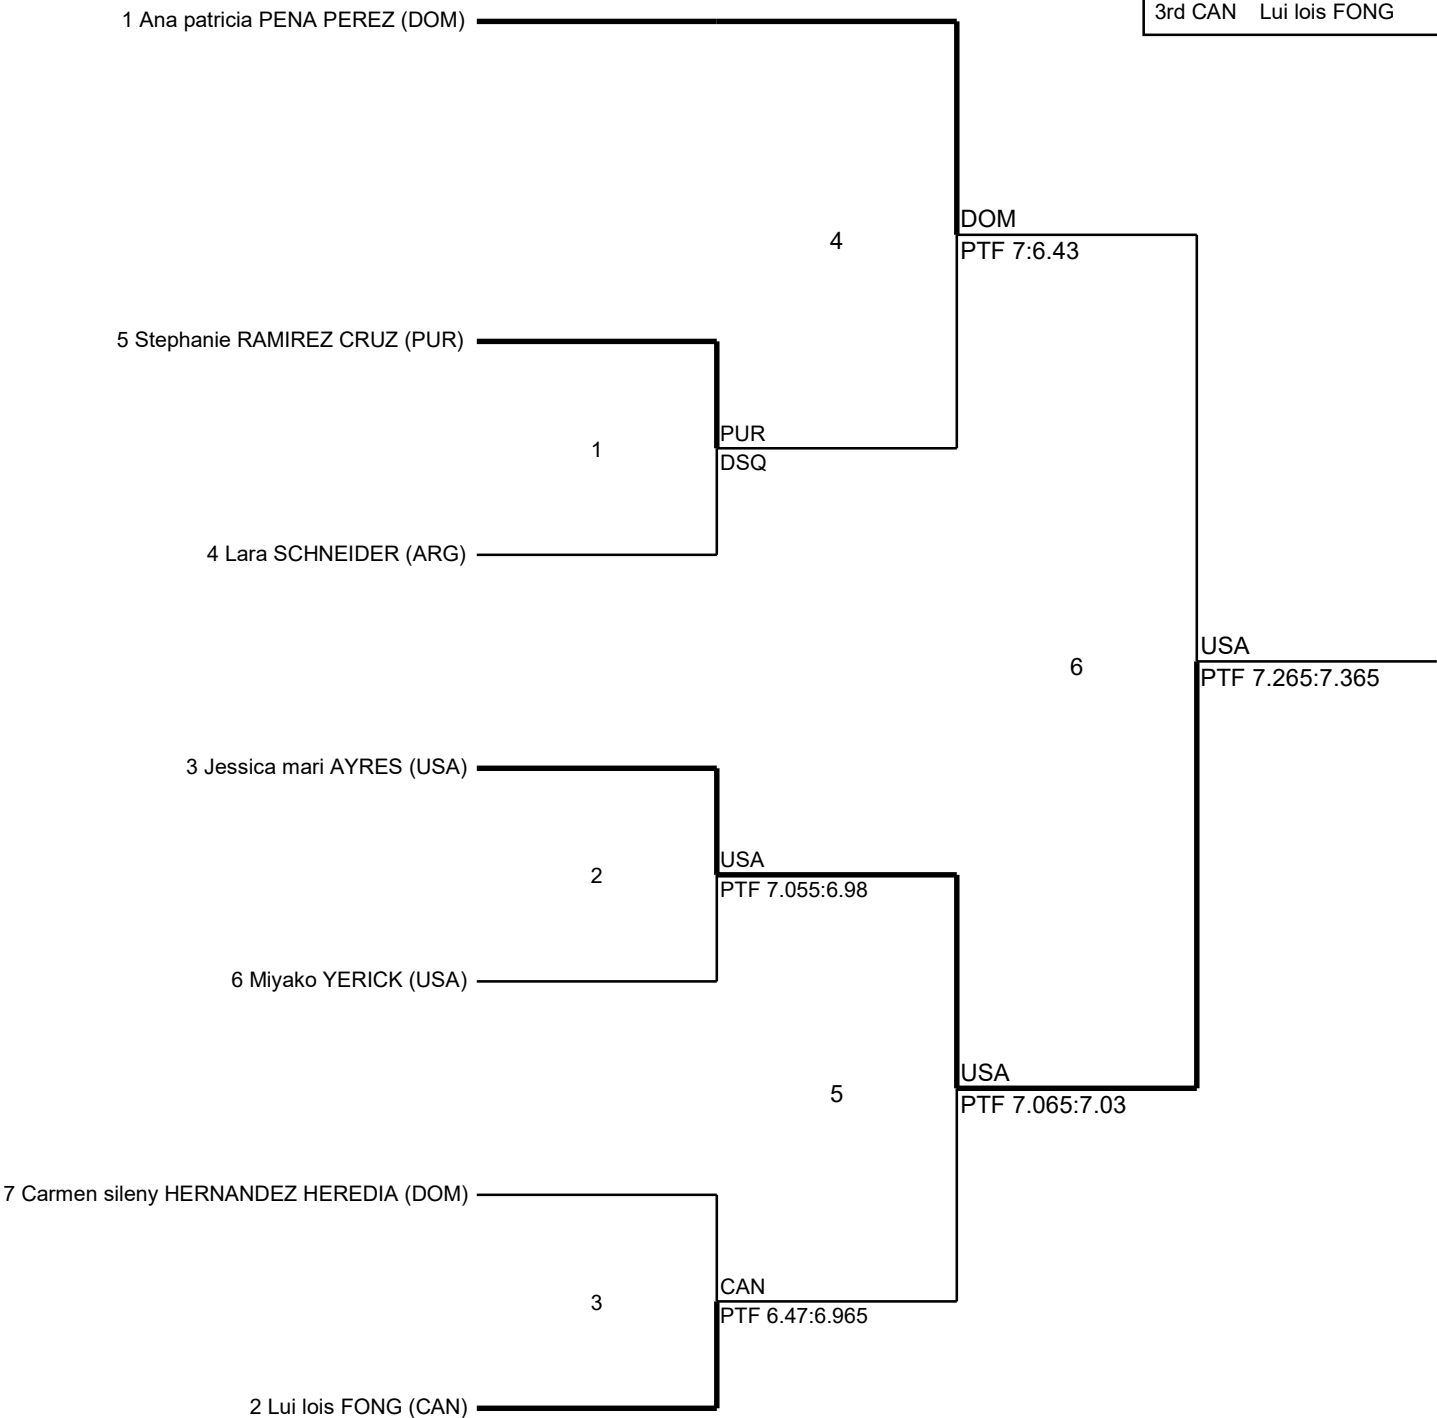 1 Ana patricia PENA PEREZ (DOM)
3rd CAN Lui lois FONG
DOM
4
PTF 7:6.43
5 Stephanie RAMIREZ CRUZ (PUR)
PUR
1
DSQ
4 Lara SCHNEIDER (ARG)
USA
6
PTF 7.265:7.365
3 Jessica mari AYRES (USA)
USA
2
PTF 7.055:6.98
6 Miyako YERICK (USA)
USA
5
PTF 7.065:7.03
7 Carmen sileny HERNANDEZ HEREDIA (DOM)
CAN
3
PTF 6.47:6.965
2 Lui lois FONG (CAN)